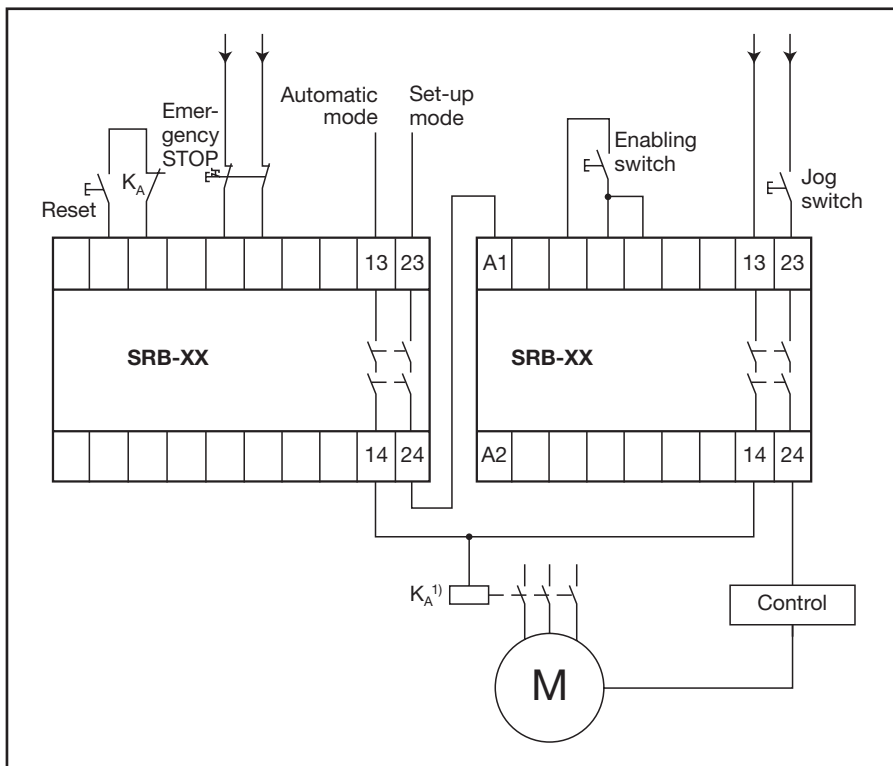 Emer-
gency
STOP
Automatic
mode
Set-up
mode
Enabling
switch
Jog
switch
Reset
KA
13 23
A1
13 23
SRB-XX
SRB-XX
14 24
A2
14 24
KA1)
Control
M